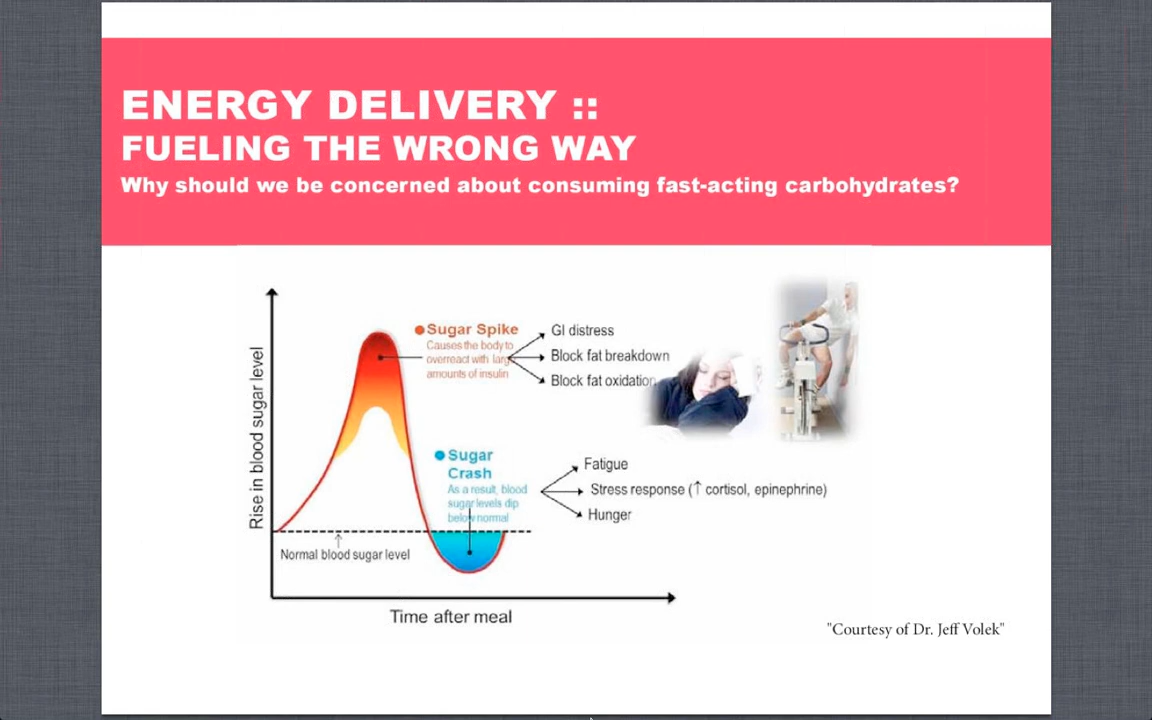 ENERGY DELIVERY ::
FUELING THE WRONG WAY
Why should we be concerned about consuming fast-acting carbohydrates?
Rise in blood sugar level
Sugar Spike
Causes the body to
overreact with large
amounts of insulin
GI distress
Block fat breakdown
Block fat oxidation
Sugar
Crash
As a result, blood
sugar levels dip
below normal
Fatigue
Stress response (↑ cortisol, epinephrine)
Hunger
Normal blood sugar level
Time after meal
"Courtesy of Dr. Jeff Volek"